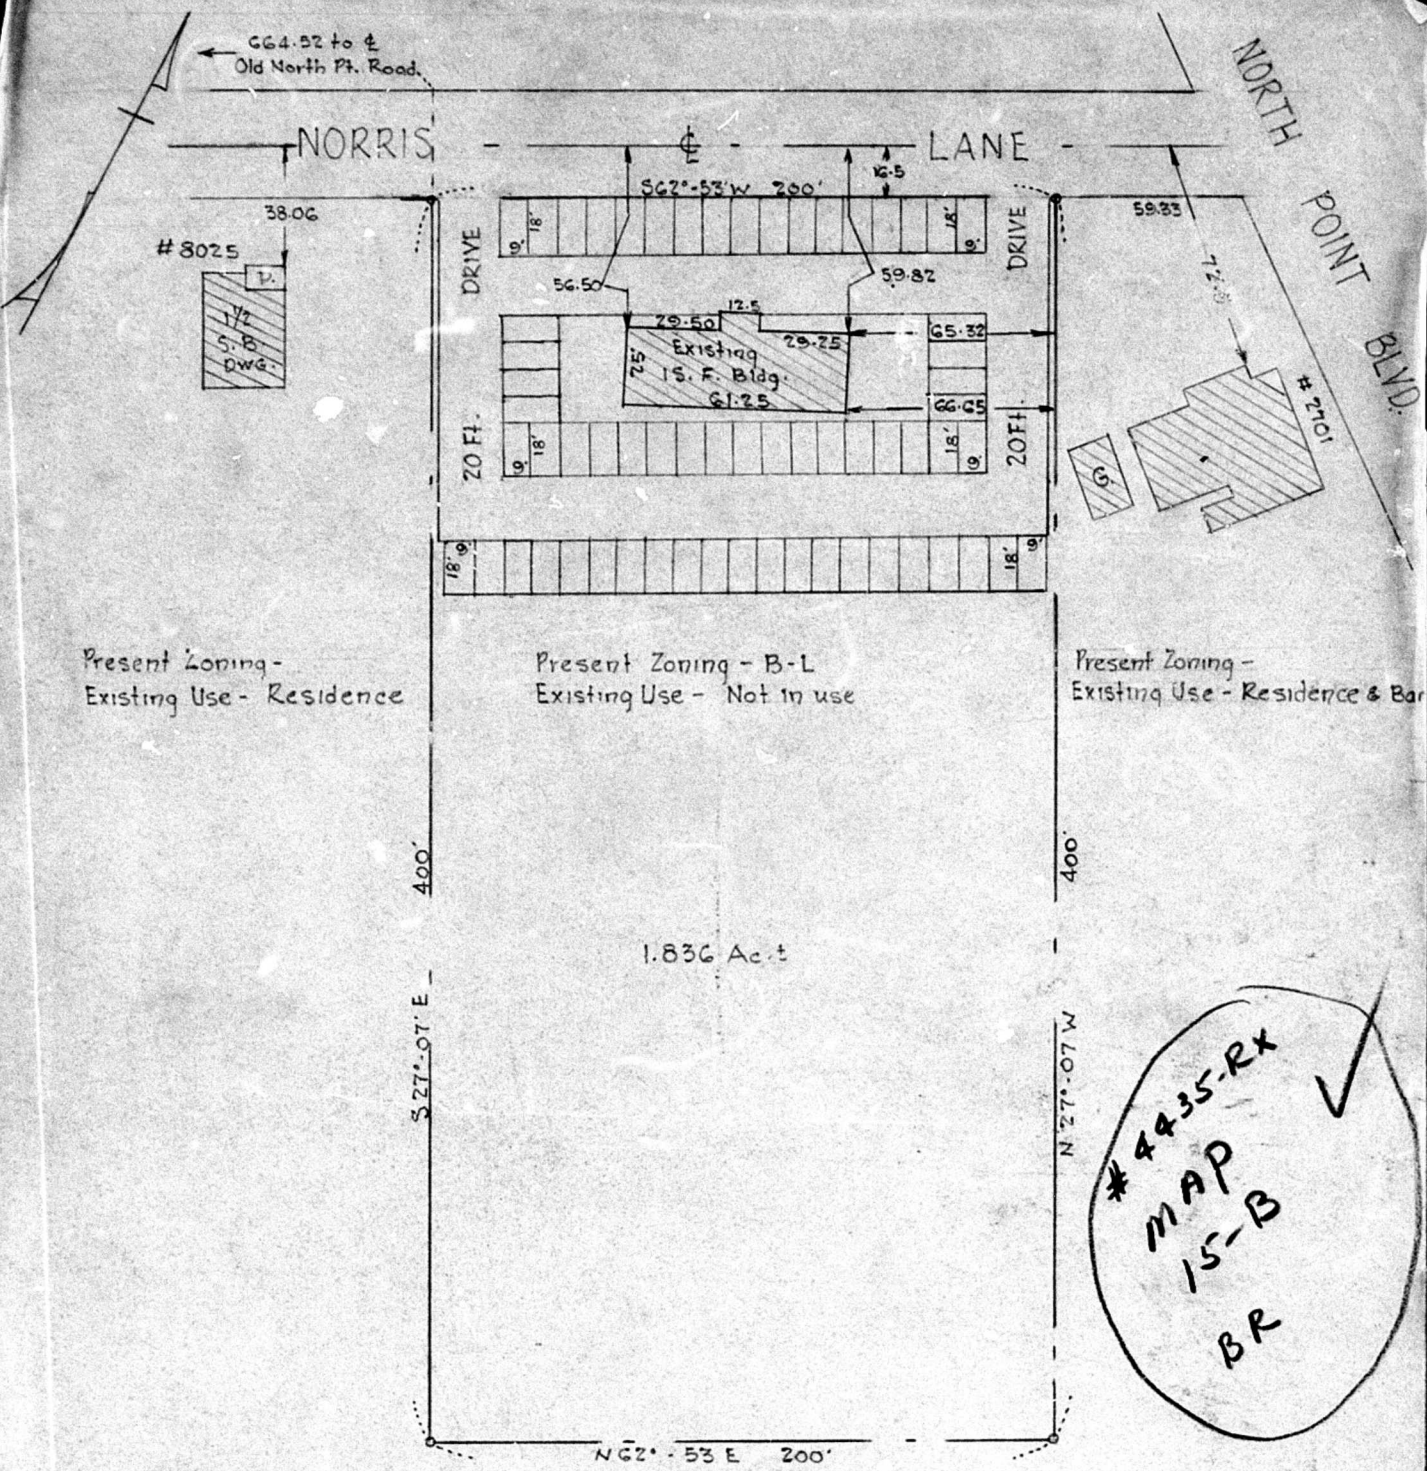 664.52 to ℄
Old North Pt. Road.
NORRIS ℄ LANE
NORTH POINT BLVD.
16.5
S62°-53'W 200'
38.06
59.33
# 8025
P.
1½
S. B.
DWG.
DRIVE
20 Ft.
9'
18'
18'
9'
DRIVE
20 Ft.
56.50
59.82
12.5
29.50
29.25
65.32
25'
Existing
1 S. F. Bldg.
61.25
66.65
9'
18'
18'
9'
# 2701
G.
18'
9'
18'
9'
Present Zoning -
Existing Use - Residence
Present Zoning - B-L
Existing Use - Not in use
Present Zoning -
Existing Use - Residence & Bar
400'
400'
1.836 Ac.±
S27°-07' E
N 27°-07 W
# 4435-RX
MAP
15-B
BR
N62°-53 E 200'